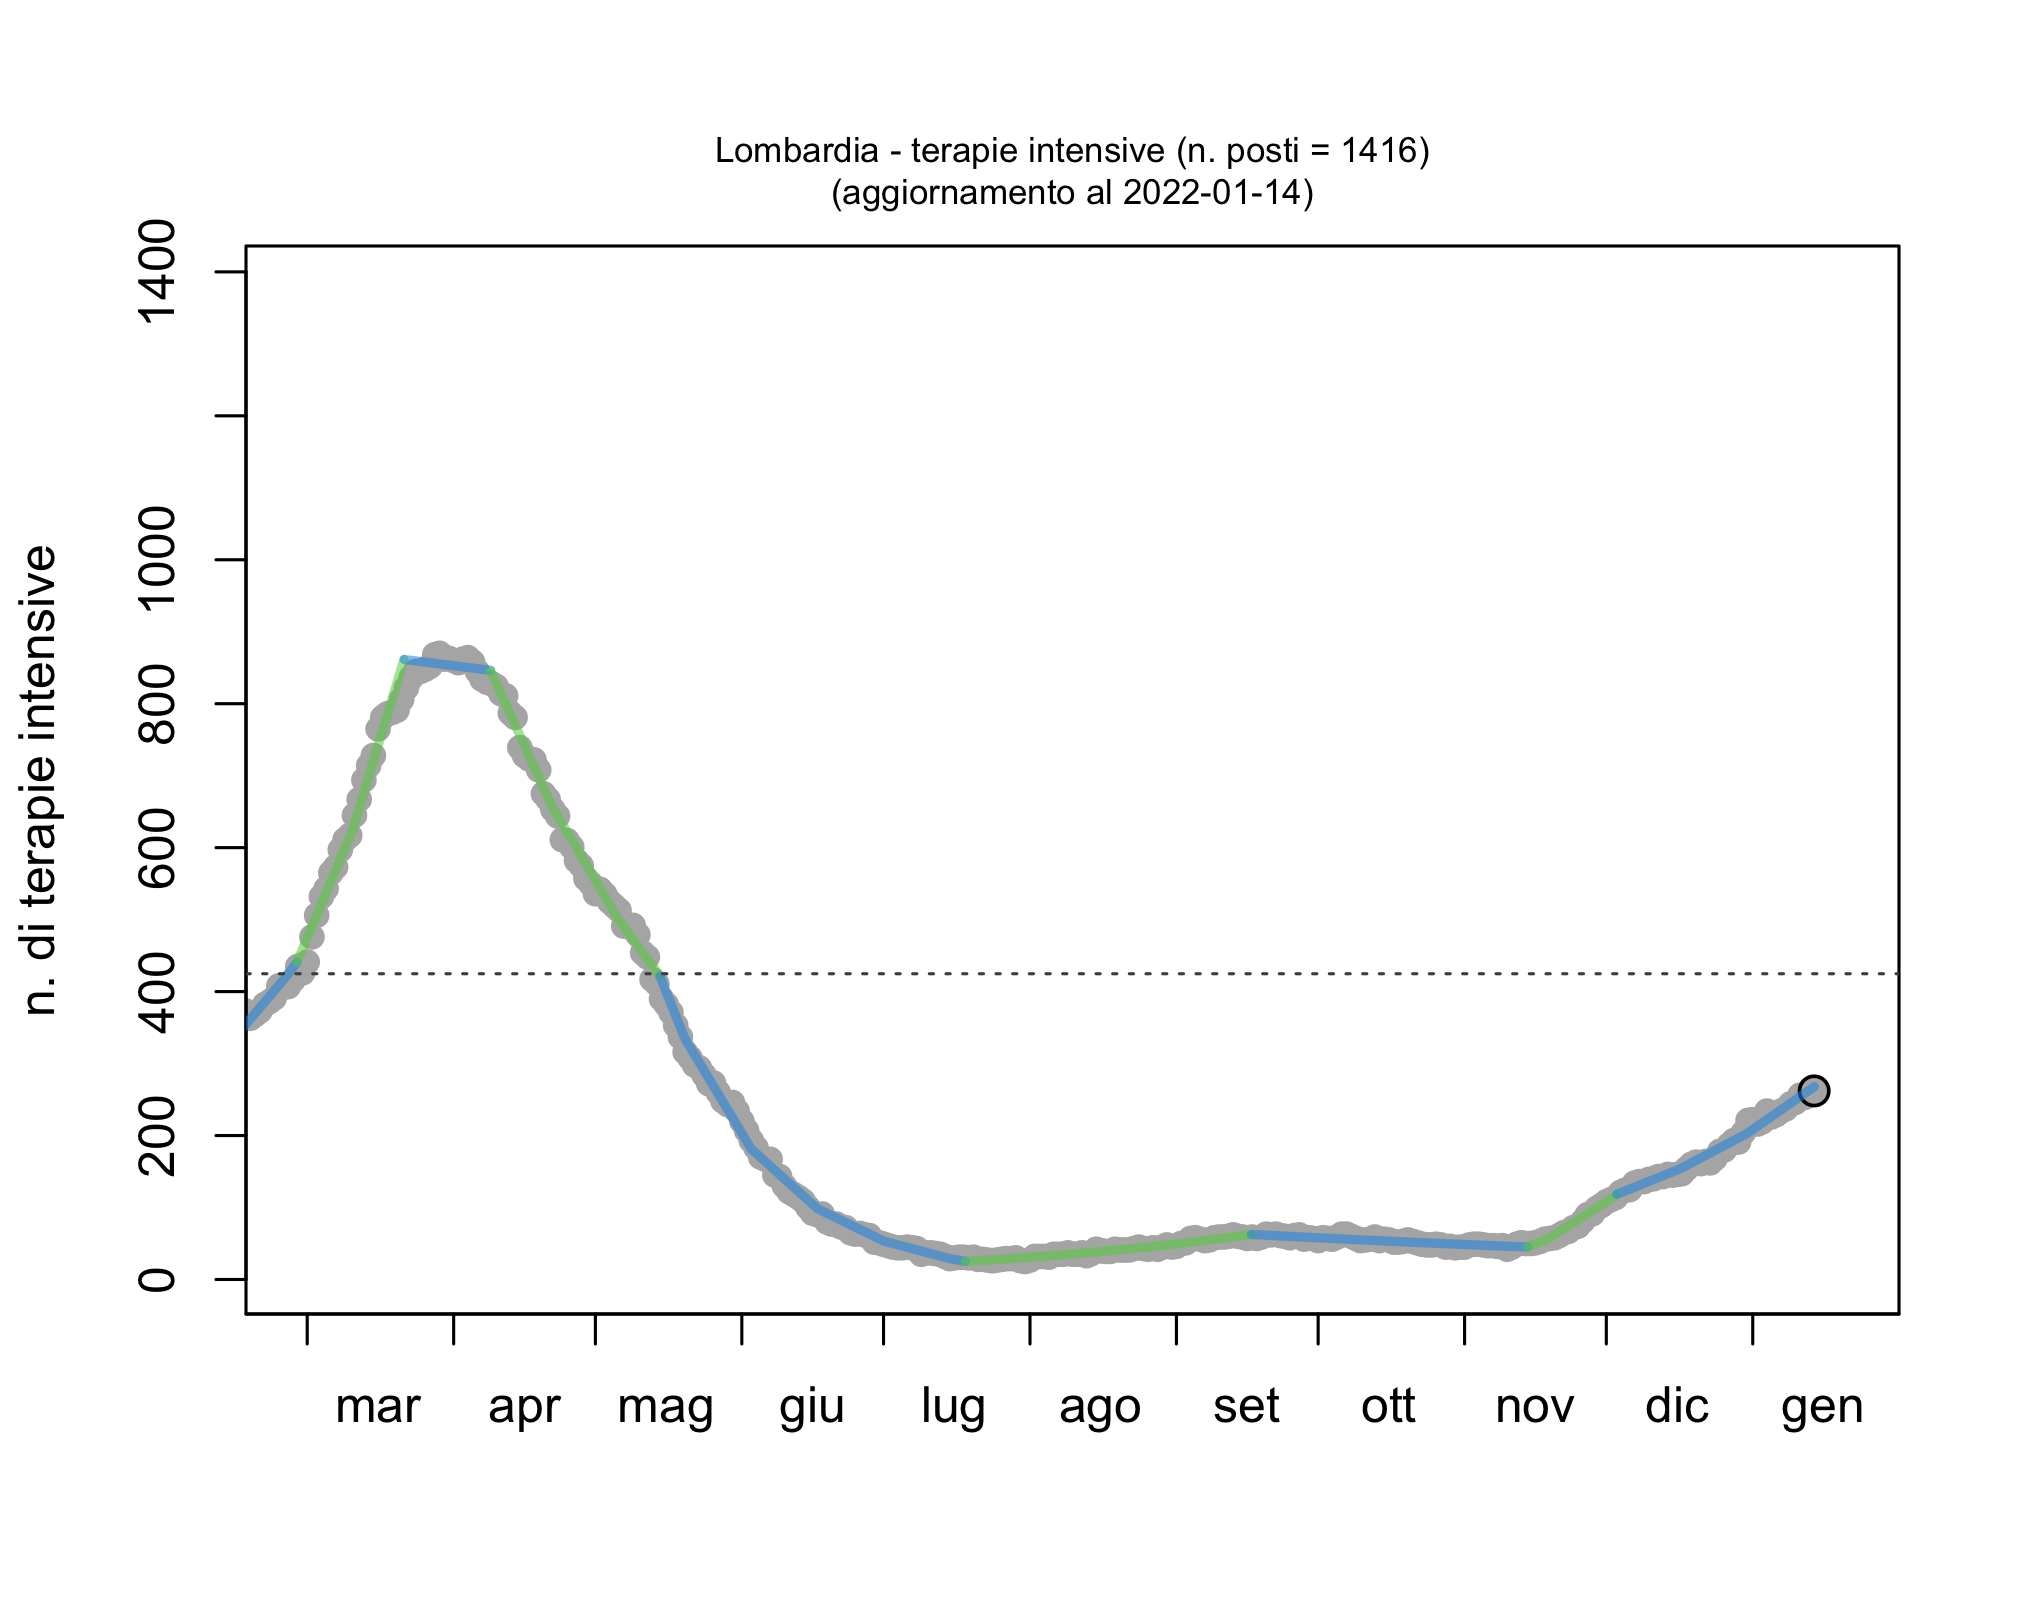 Lombardia - terapie intensive (n. posti = 1416)
(aggiornamento al 2022-01-14)
n. di terapie intensive
1400
1000
800
600
400
200
0
mar apr mag giu lug ago set ott nov dic gen